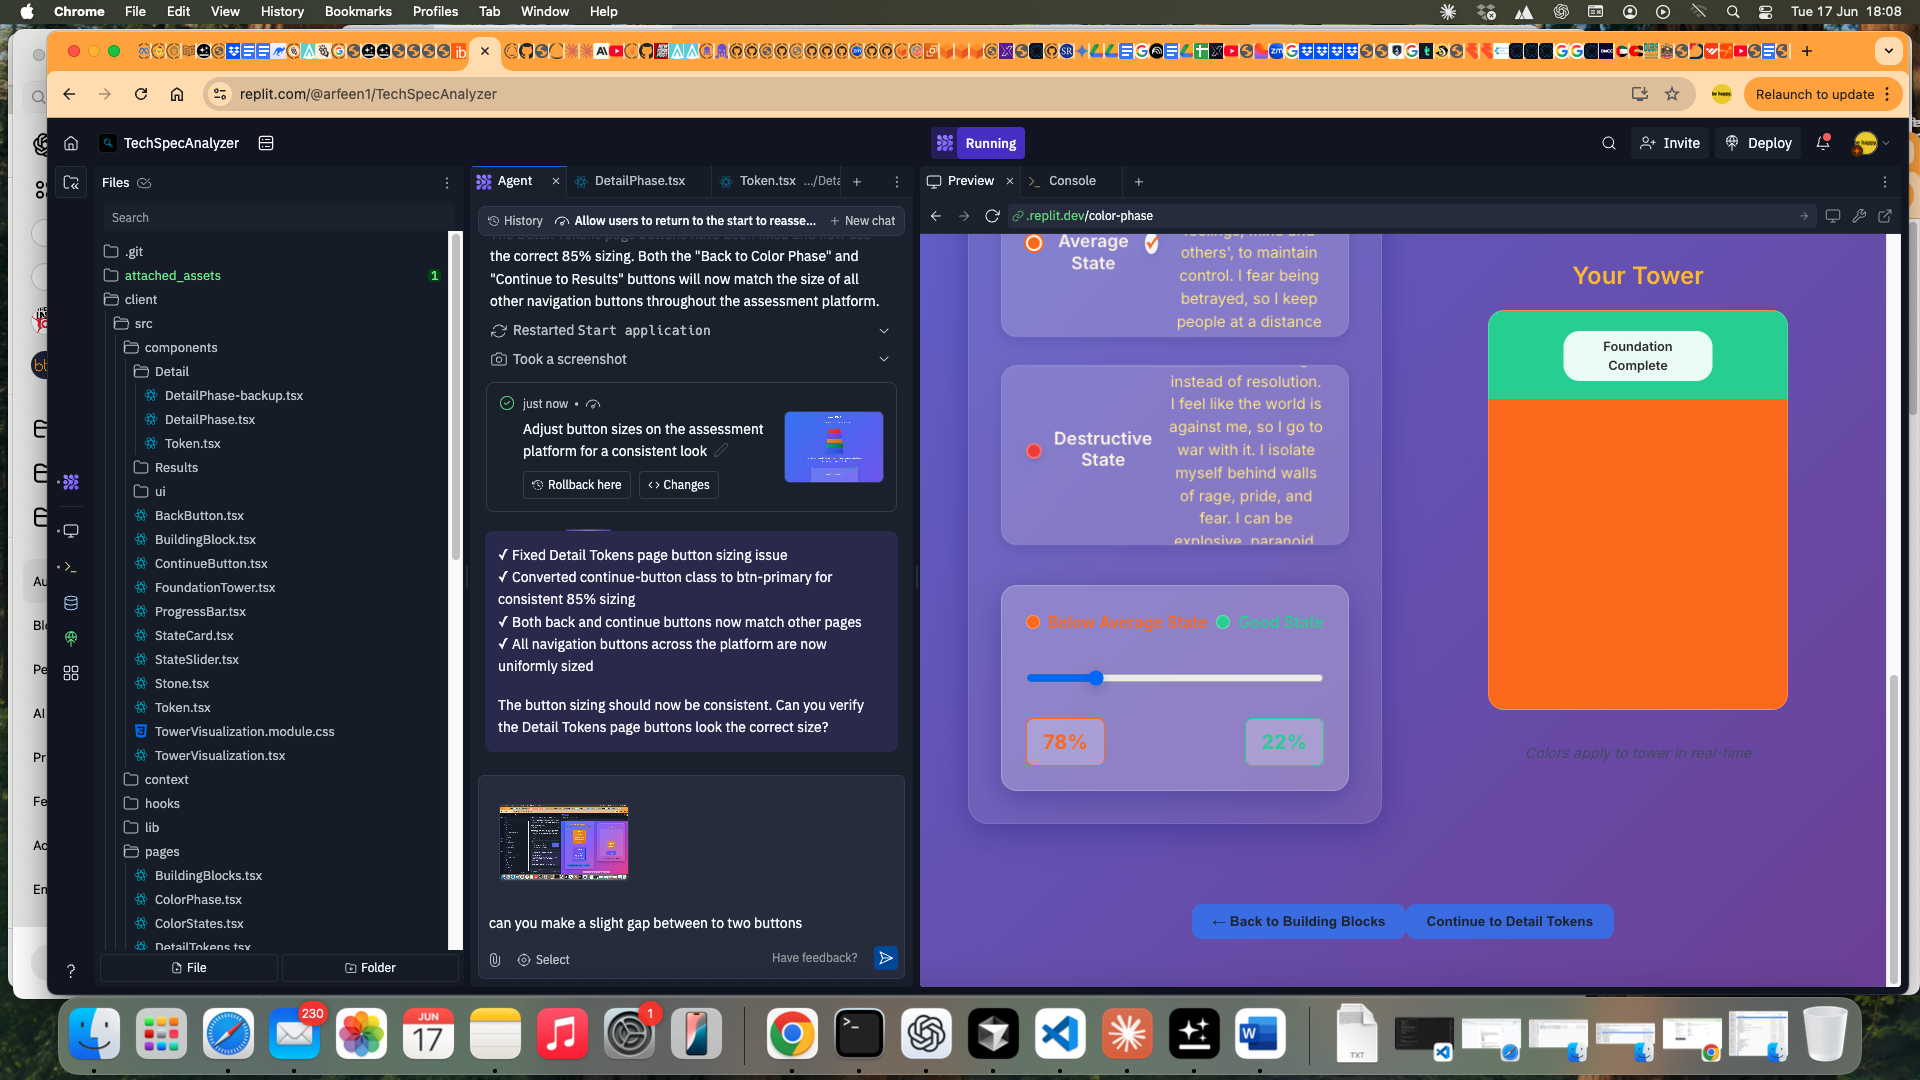 Chrome File Edit View History Bookmarks Profiles Tab Window Help
Tue 17 Jun 18:08
replit.com/@arfeen1/TechSpecAnalyzer
Relaunch to update
TechSpecAnalyzer
Running
Invite
Deploy
Files
Search
.git
attached_assets 1
client
src
components
Detail
DetailPhase-backup.tsx
DetailPhase.tsx
Token.tsx
Results
ui
BackButton.tsx
BuildingBlock.tsx
ContinueButton.tsx
FoundationTower.tsx
ProgressBar.tsx
StateCard.tsx
StateSlider.tsx
Stone.tsx
Token.tsx
TowerVisualization.module.css
TowerVisualization.tsx
context
hooks
lib
pages
BuildingBlocks.tsx
ColorPhase.tsx
ColorStates.tsx
DetailTokens.tsx
File
Folder
Agent
DetailPhase.tsx
Token.tsx .../Deta
History
Allow users to return to the start to reasse...
+ New chat
the correct 85% sizing. Both the "Back to Color Phase" and
"Continue to Results" buttons will now match the size of all
other navigation buttons throughout the assessment platform.
Restarted Start application
Took a screenshot
just now •
Adjust button sizes on the assessment
platform for a consistent look
Rollback here
Changes
✓ Fixed Detail Tokens page button sizing issue
✓ Converted continue-button class to btn-primary for
consistent 85% sizing
✓ Both back and continue buttons now match other pages
✓ All navigation buttons across the platform are now
uniformly sized
The button sizing should now be consistent. Can you verify
the Detail Tokens page buttons look the correct size?
can you make a slight gap between to two buttons
Select
Have feedback?
Preview
Console
.replit.dev/color-phase
Average
State
others', to maintain
control. I fear being
betrayed, so I keep
people at a distance
Destructive
State
instead of resolution.
I feel like the world is
against me, so I go to
war with it. I isolate
myself behind walls
of rage, pride, and
fear. I can be
explosive, paranoid,
Below Average State
Good State
78%
22%
Your Tower
Foundation
Complete
Colors apply to tower in real-time
← Back to Building Blocks
Continue to Detail Tokens
Au
Bl
Pe
AI
Pr
Fe
Ad
En
230
JUN
17
1
TXT